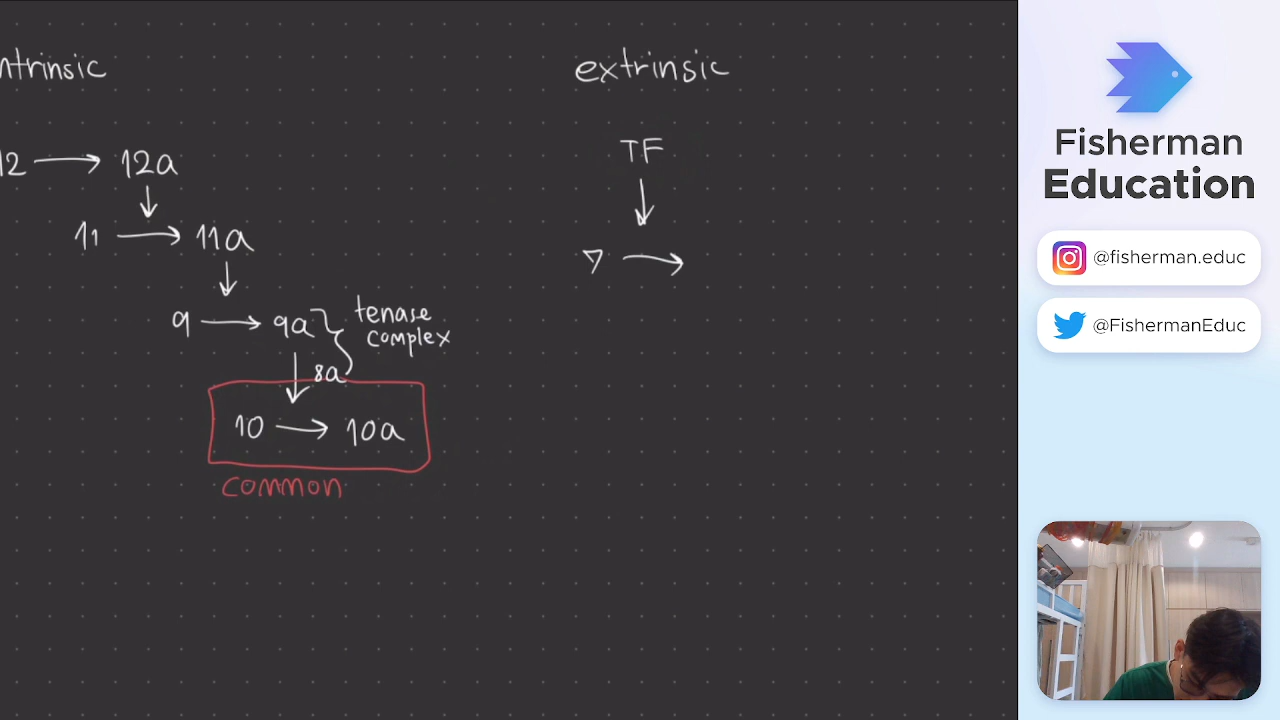 ntrinsic
12 → 12a
11 → 11a
9 → 9a
tenase
complex
8a
10 → 10a
common
extrinsic
TF
7 →
Fisherman
Education
@fisherman.educ
@FishermanEduc